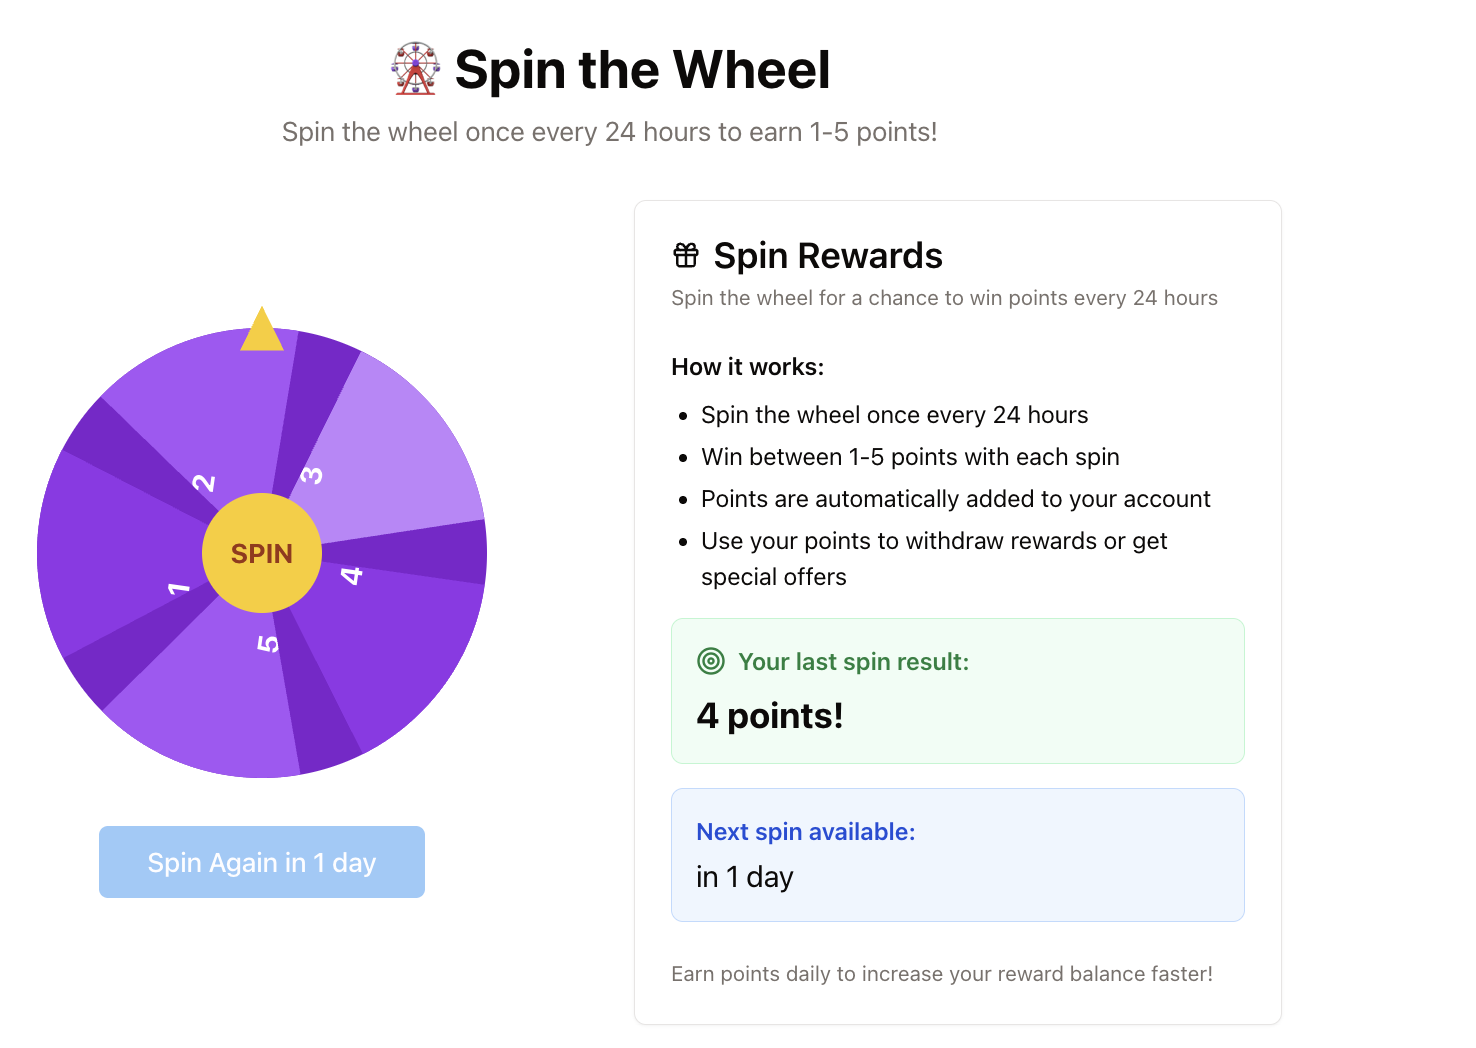 Spin the Wheel
Spin the wheel once every 24 hours to earn 1-5 points!
2
3
SPIN
4
1
5
Spin Again in 1 day
Spin Rewards
Spin the wheel for a chance to win points every 24 hours
How it works:
Spin the wheel once every 24 hours
Win between 1-5 points with each spin
Points are automatically added to your account
Use your points to withdraw rewards or get
special offers
Your last spin result:
4 points!
Next spin available:
in 1 day
Earn points daily to increase your reward balance faster!